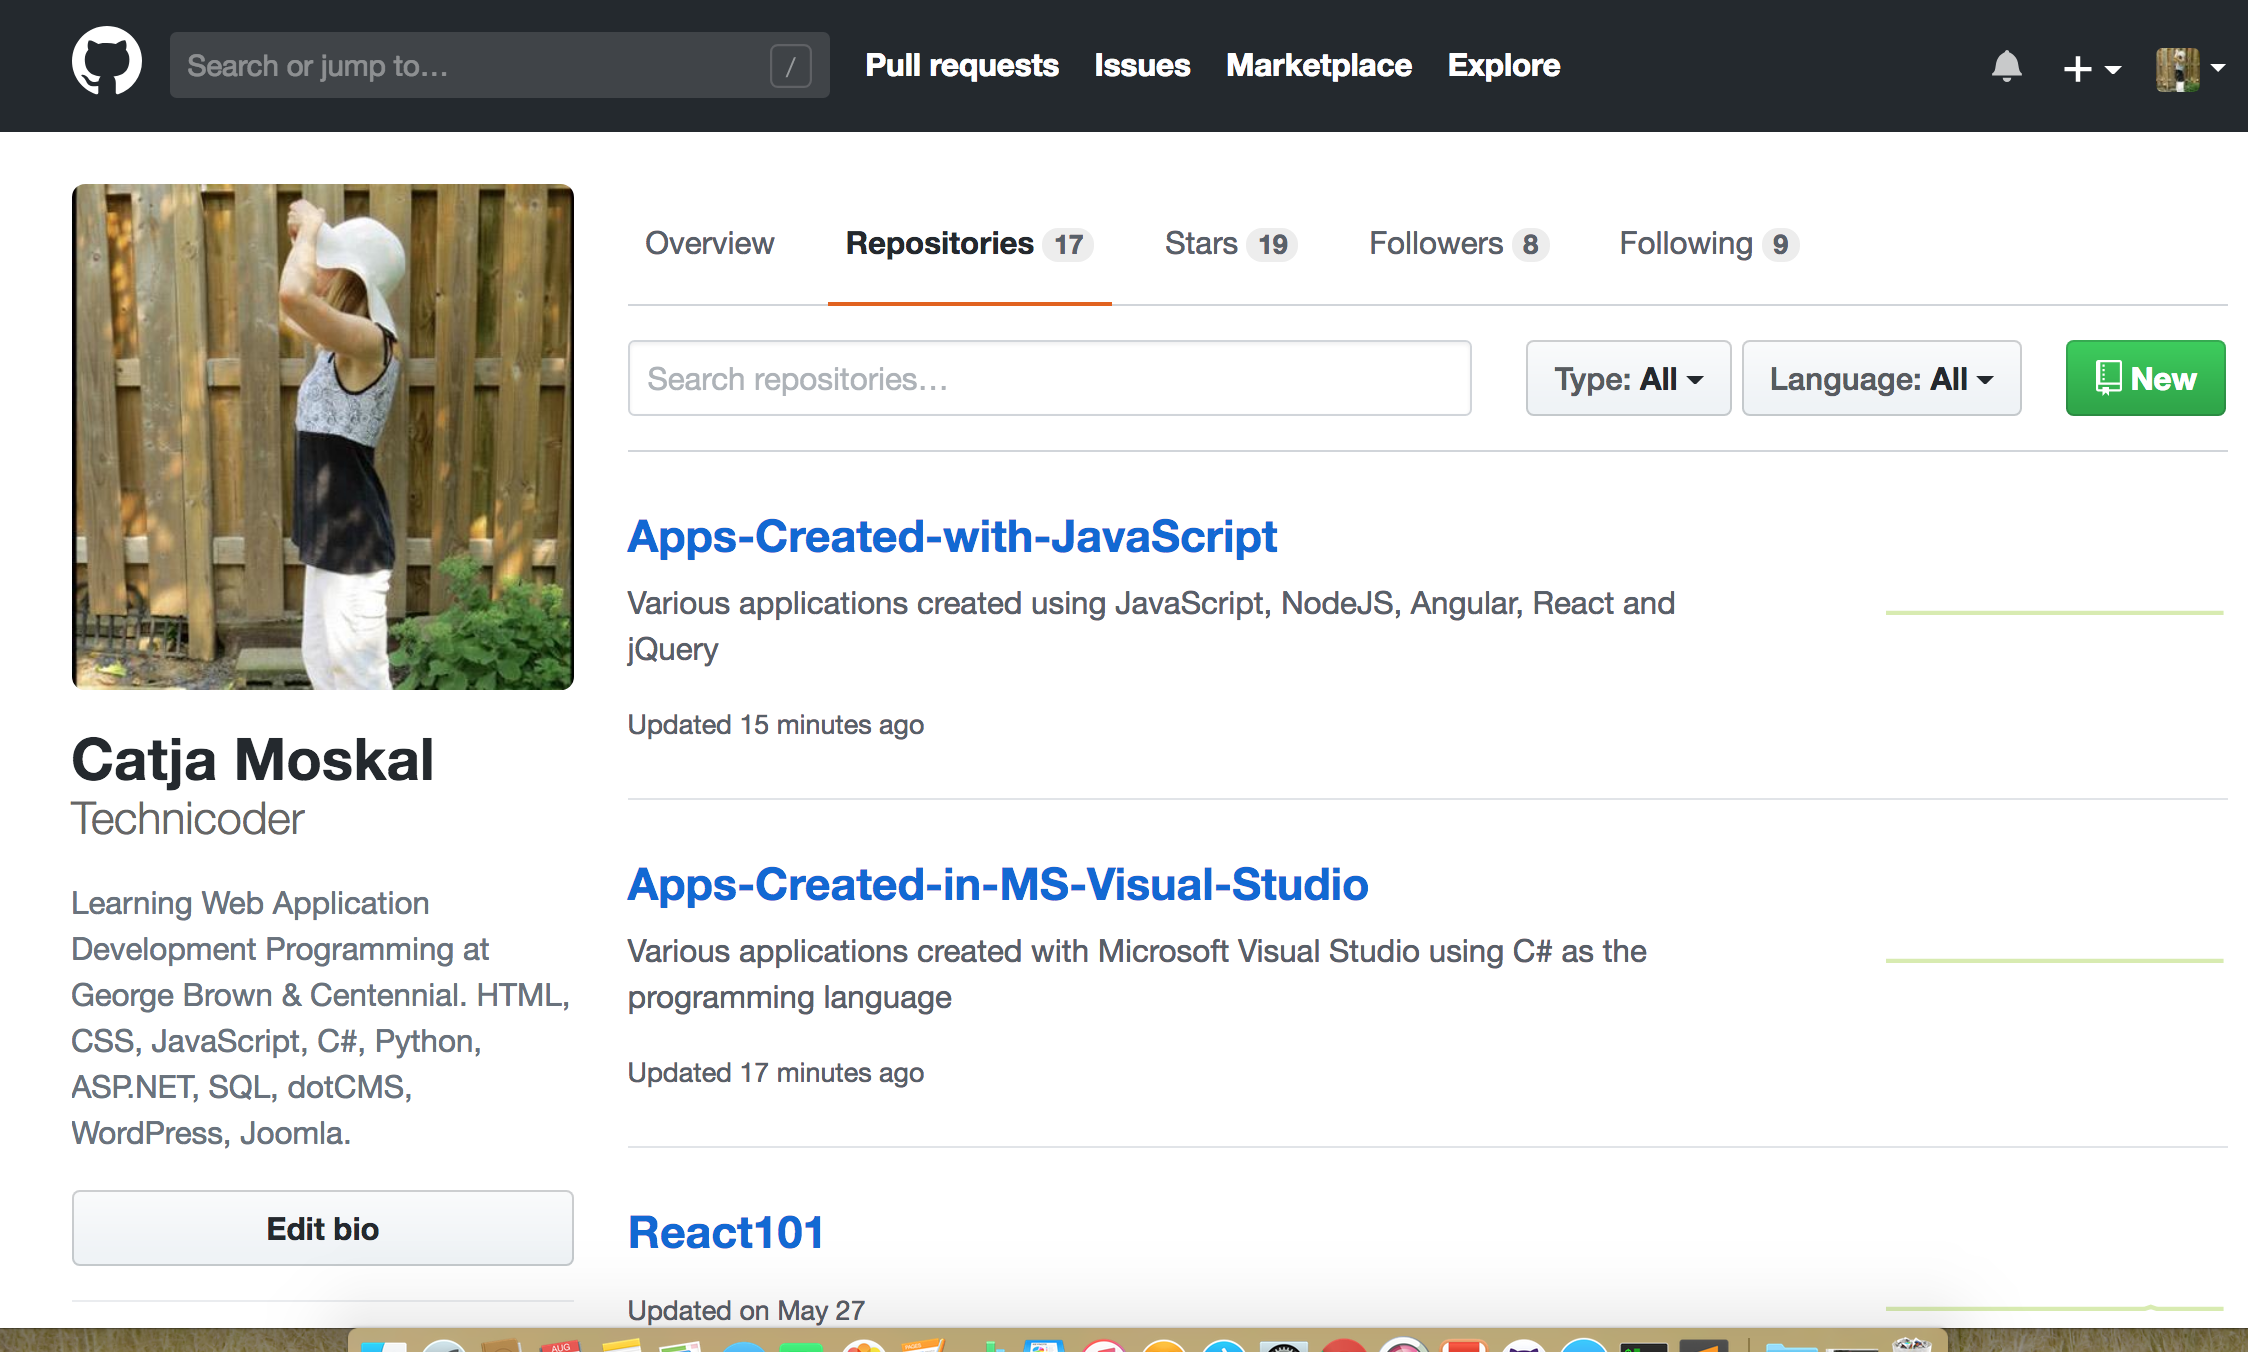 Search or jump to… /
Pull requests Issues Marketplace Explore
Overview Repositories 17 Stars 19 Followers 8 Following 9
Search repositories… Type: All Language: All New
Apps-Created-with-JavaScript
Various applications created using JavaScript, NodeJS, Angular, React and
jQuery
Updated 15 minutes ago
Catja Moskal
Technicoder
Learning Web Application
Development Programming at
George Brown & Centennial. HTML,
CSS, JavaScript, C#, Python,
ASP.NET, SQL, dotCMS,
WordPress, Joomla.
Edit bio
Apps-Created-in-MS-Visual-Studio
Various applications created with Microsoft Visual Studio using C# as the
programming language
Updated 17 minutes ago
React101
Updated on May 27
AUG